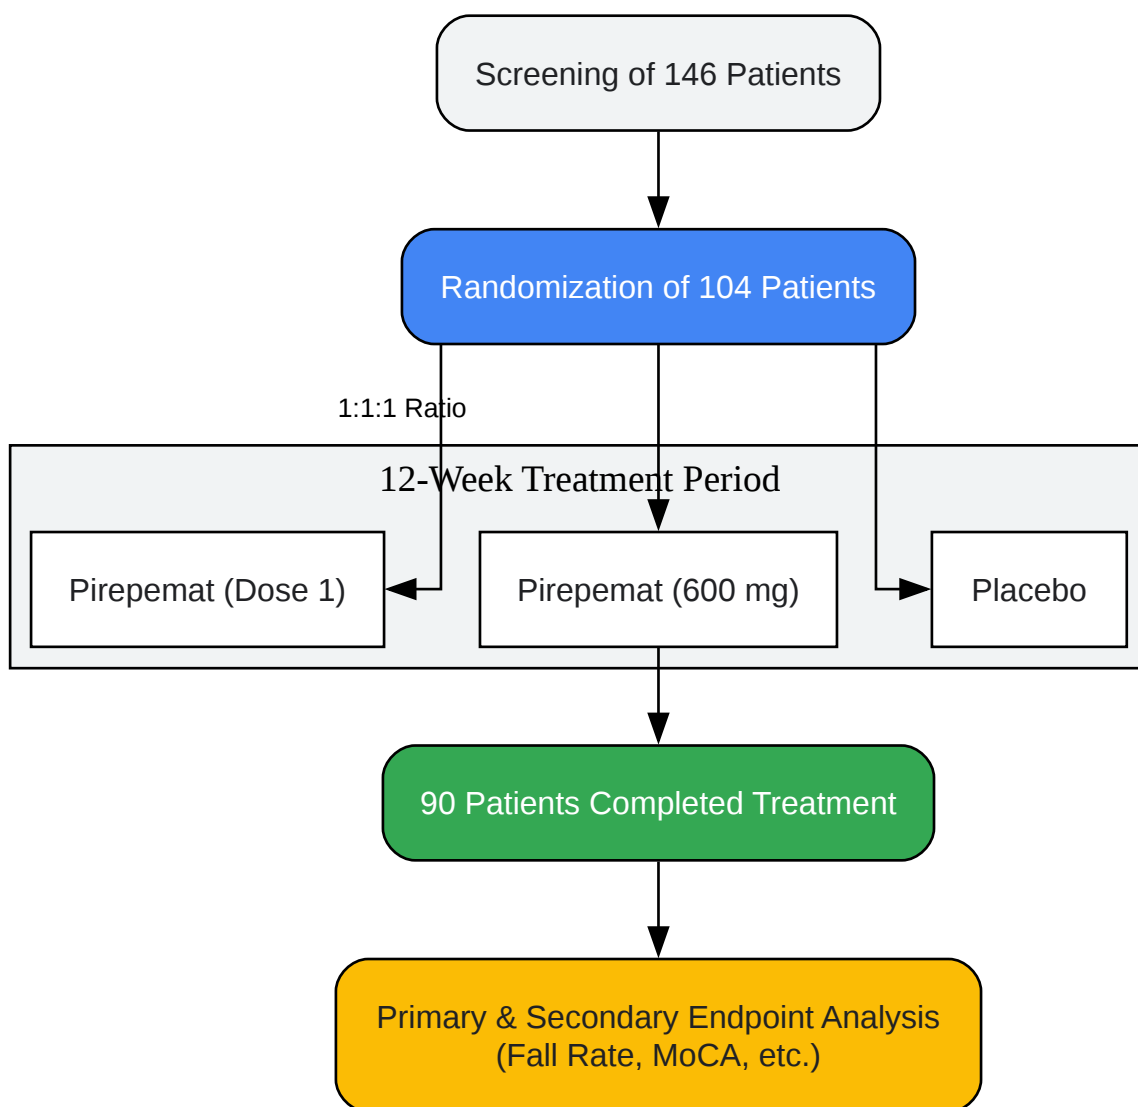 Screening of 146 Patients
Randomization of 104 Patients
1:1:1 Ratio
12-Week Treatment Period
Pirepemat (Dose 1)
Pirepemat (600 mg)
Placebo
90 Patients Completed Treatment
Primary & Secondary Endpoint Analysis
(Fall Rate, MoCA, etc.)